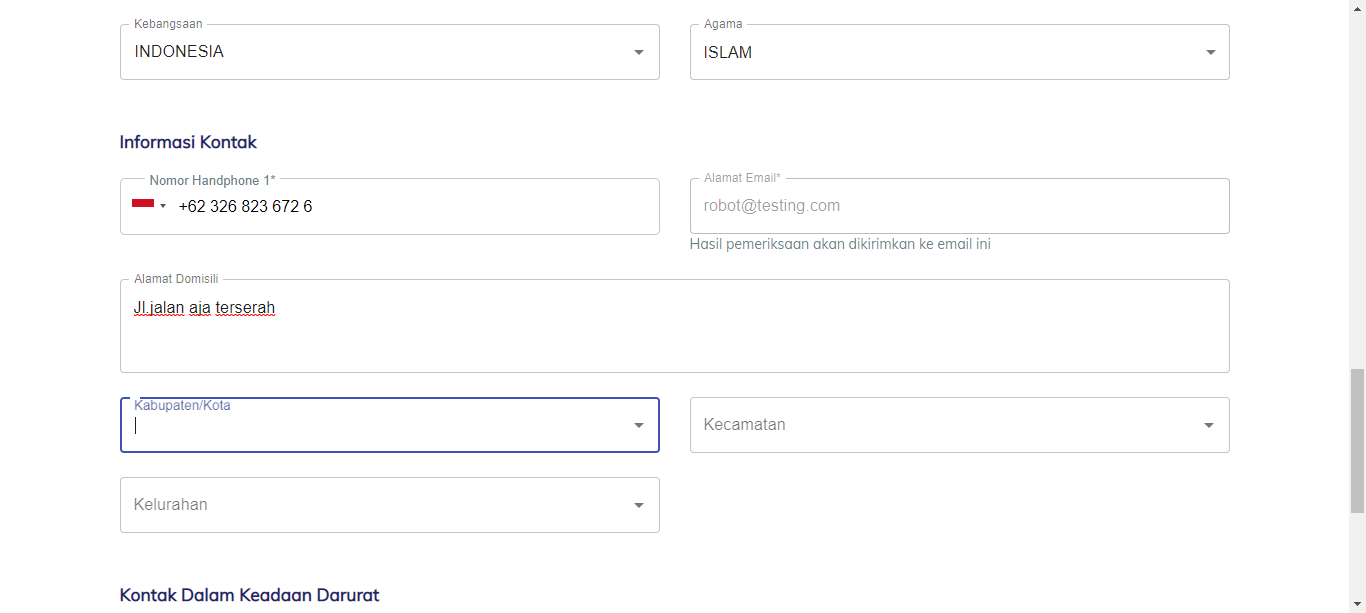 Kebangsaan
INDONESIA
Agama
ISLAM
Informasi Kontak
Nomor Handphone 1*
+62 326 823 672 6
Alamat Email*
robot@testing.com
Hasil pemeriksaan akan dikirimkan ke email ini
Alamat Domisili
Jl.jalan aja terserah
Kabupaten/Kota
Kecamatan
Kelurahan
Kontak Dalam Keadaan Darurat